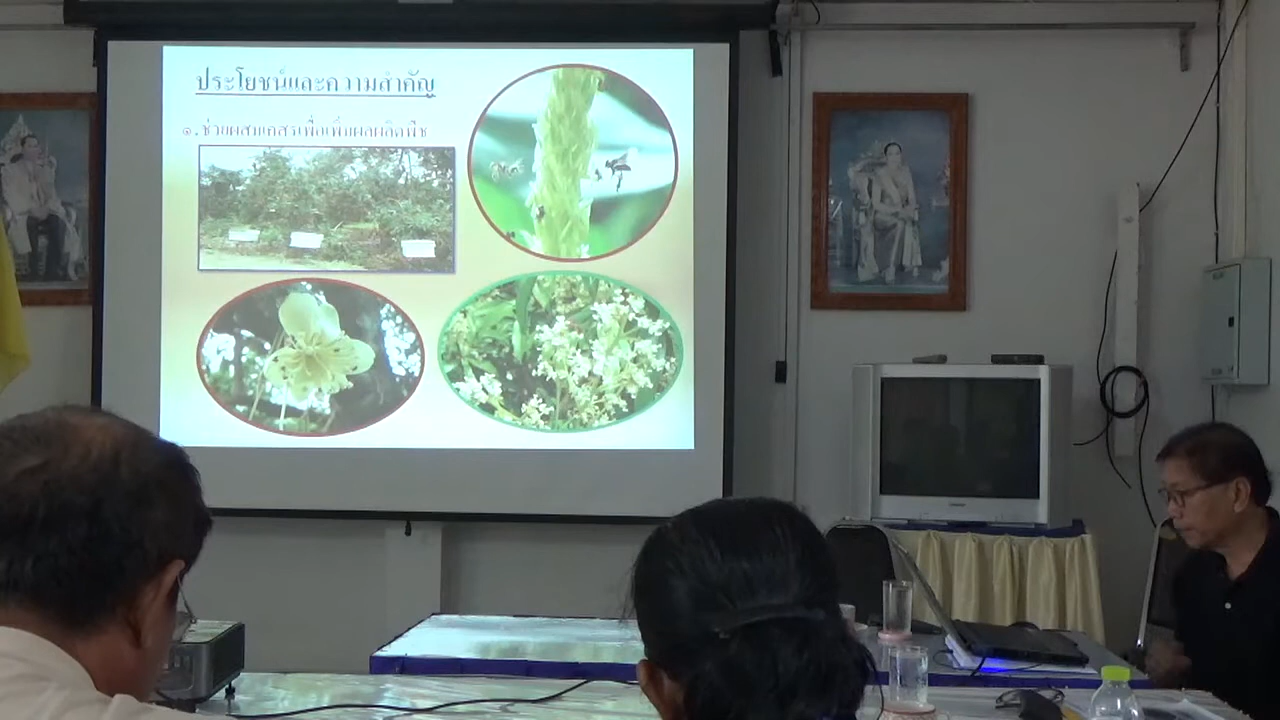 ประโยชน์และความสำคัญ
๑. ช่วยผสมเกสรเพื่อเพิ่มผลผลิตพืช